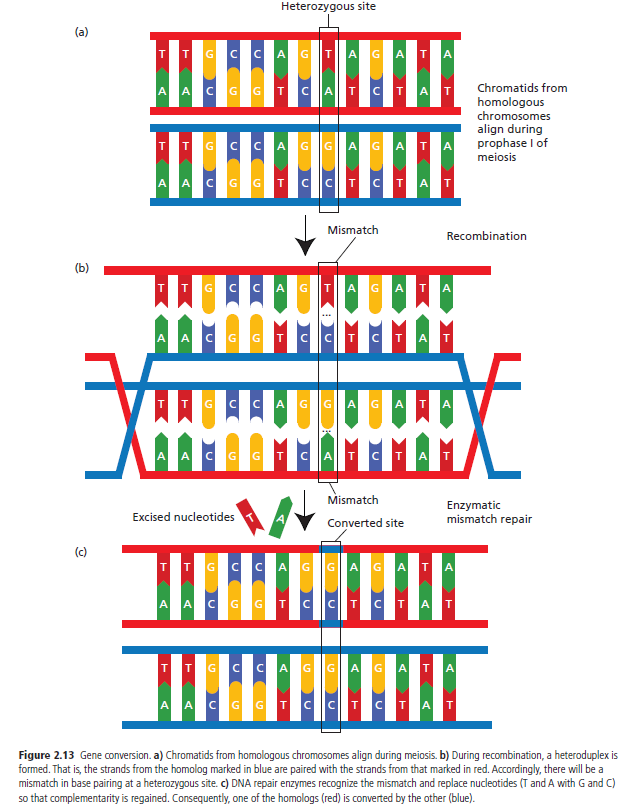 Heterozygous site
(a)
T T G C C A G T A G A T A
A A C G G T C A T C T A T
T T G C C A G G A G A T A
A A C G G T C C T C T A T
Chromatids from
homologous
chromosomes
align during
prophase I of
meiosis
Mismatch
Recombination
(b)
T T G C C A G T A G A T A
...
A A C G G T C C T C T A T
T T G C C A G G A G A T A
...
A A C G G T C A T C T A T
Mismatch
Enzymatic
mismatch repair
Excised nucleotides
T A
Converted site
(c)
T T G C C A G G A G A T A
A A C G G T C C T C T A T
T T G C C A G G A G A T A
A A C G G T C C T C T A T
Figure 2.13 Gene conversion. a) Chromatids from homologous chromosomes align during meiosis. b) During recombination, a heteroduplex is
formed. That is, the strands from the homolog marked in blue are paired with the strands from that marked in red. Accordingly, there will be a
mismatch in base pairing at a heterozygous site. c) DNA repair enzymes recognize the mismatch and replace nucleotides (T and A with G and C)
so that complementarity is regained. Consequently, one of the homologs (red) is converted by the other (blue).